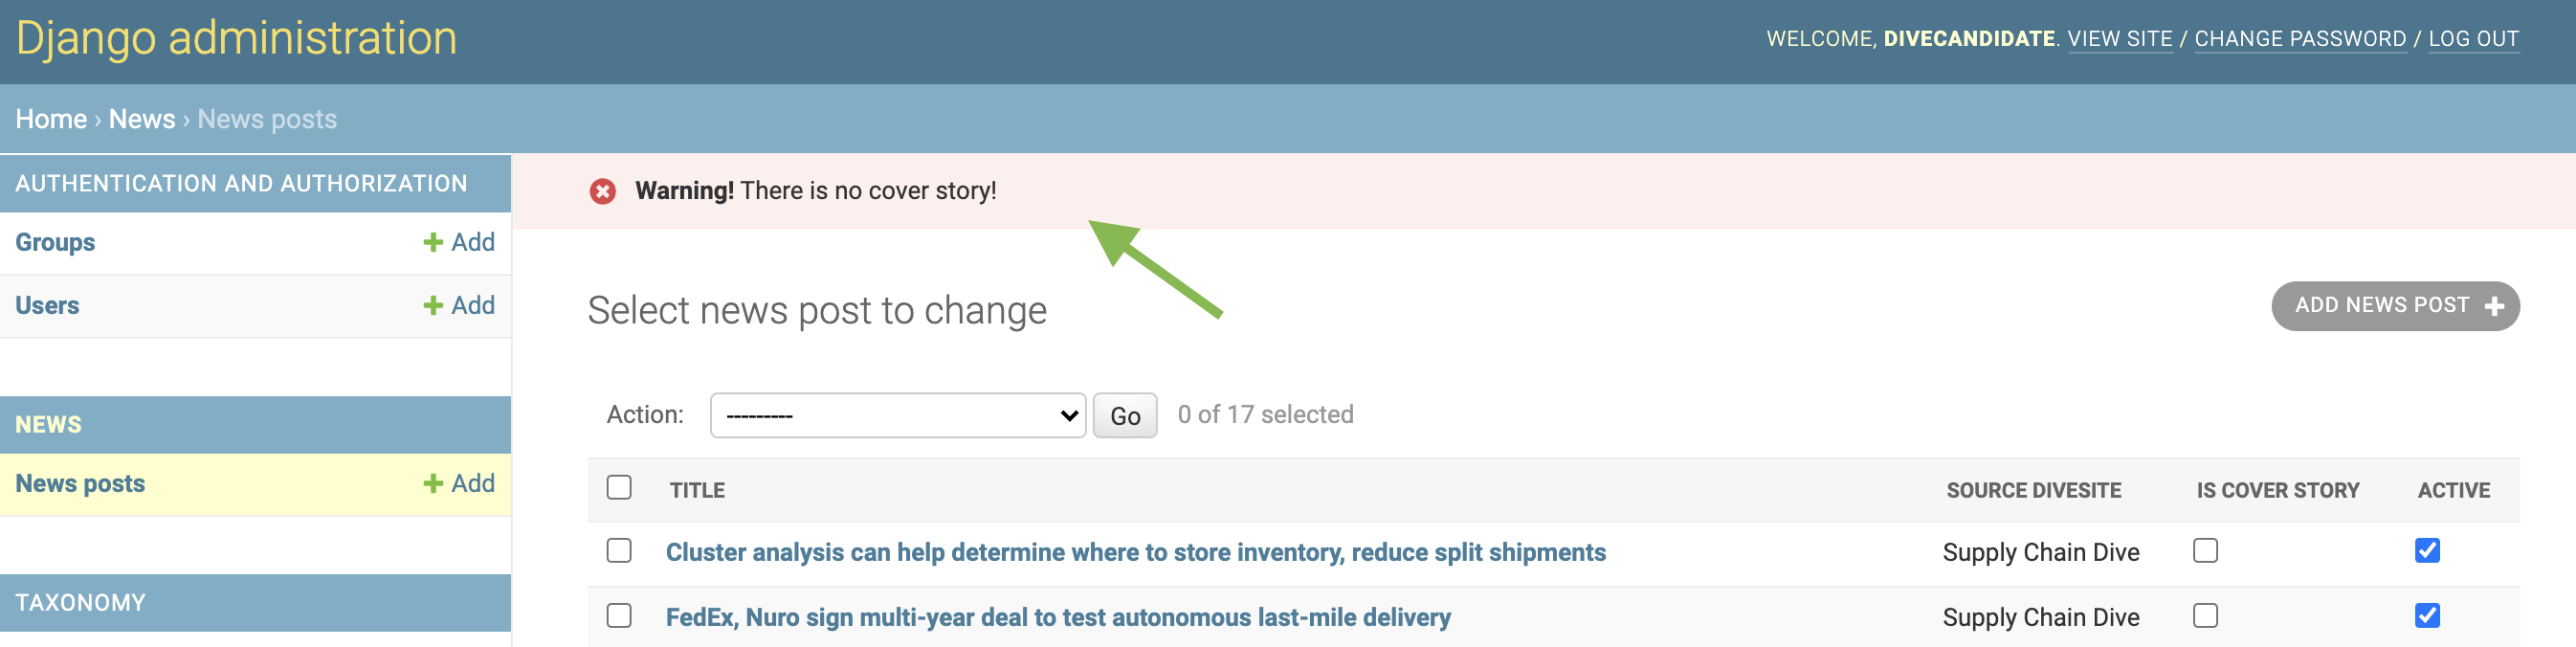 Django administration
WELCOME, DIVECANDIDATE. VIEW SITE / CHANGE PASSWORD / LOG OUT
Home › News › News posts
AUTHENTICATION AND AUTHORIZATION
Groups + Add
Users + Add
NEWS
News posts + Add
TAXONOMY
Warning! There is no cover story!
Select news post to change
ADD NEWS POST +
Action: --------- Go 0 of 17 selected
TITLE SOURCE DIVESITE IS COVER STORY ACTIVE
Cluster analysis can help determine where to store inventory, reduce split shipments Supply Chain Dive
FedEx, Nuro sign multi-year deal to test autonomous last-mile delivery Supply Chain Dive